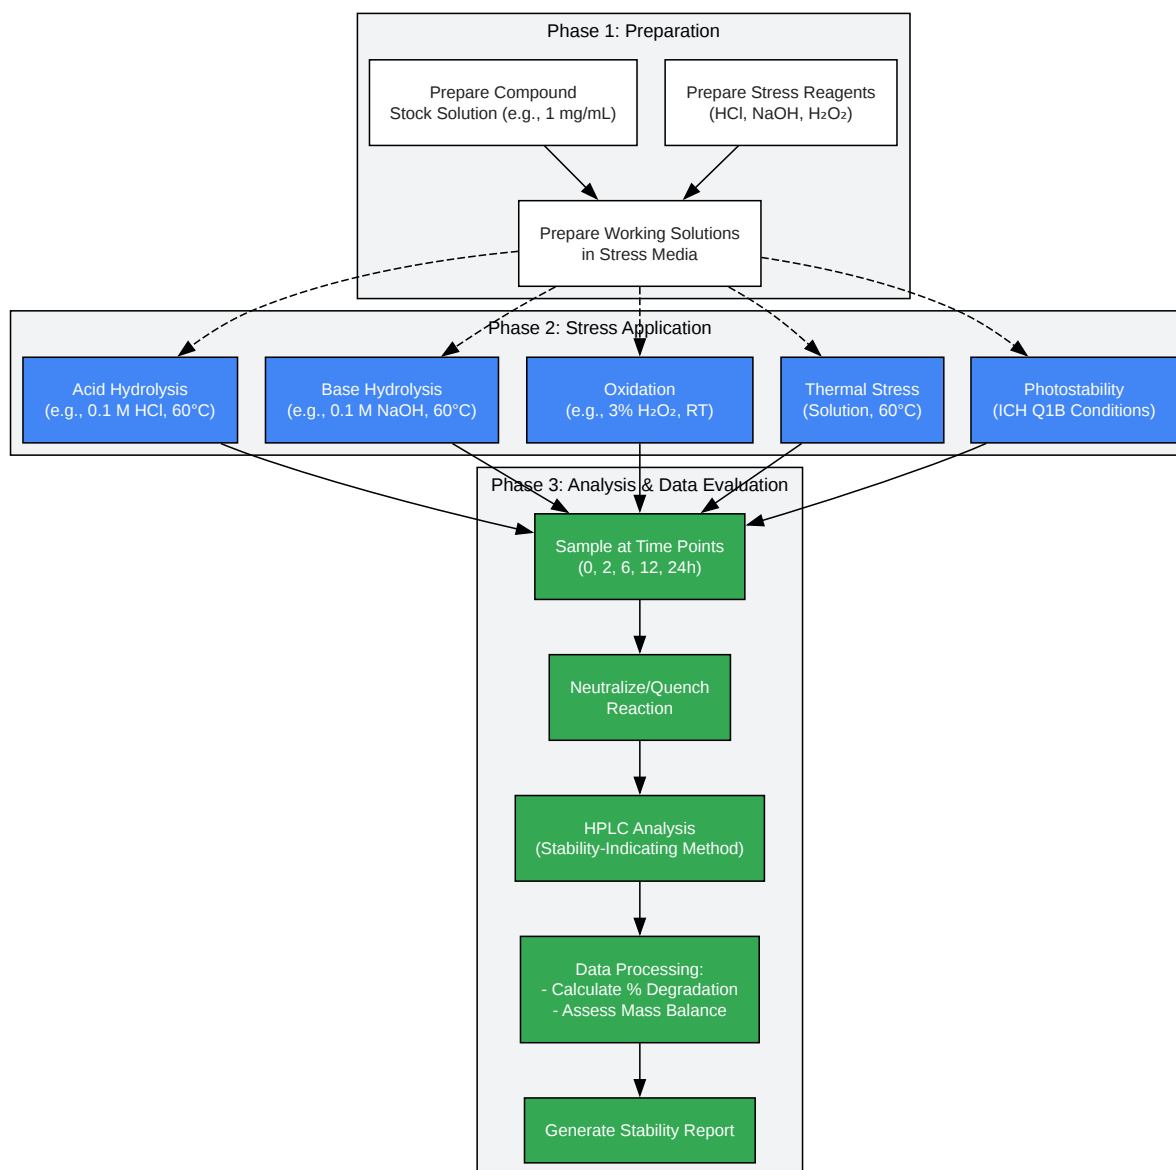 Phase 1: Preparation
Prepare Compound
Stock Solution (e.g., 1 mg/mL)
Prepare Stress Reagents
(HCl, NaOH, H₂O₂)
Prepare Working Solutions
in Stress Media
Phase 2: Stress Application
Acid Hydrolysis
(e.g., 0.1 M HCl, 60°C)
Base Hydrolysis
(e.g., 0.1 M NaOH, 60°C)
Oxidation
(e.g., 3% H₂O₂, RT)
Thermal Stress
(Solution, 60°C)
Photostability
(ICH Q1B Conditions)
Phase 3: Analysis & Data Evaluation
Sample at Time Points
(0, 2, 6, 12, 24h)
Neutralize/Quench
Reaction
HPLC Analysis
(Stability-Indicating Method)
Data Processing:
- Calculate % Degradation
- Assess Mass Balance
Generate Stability Report